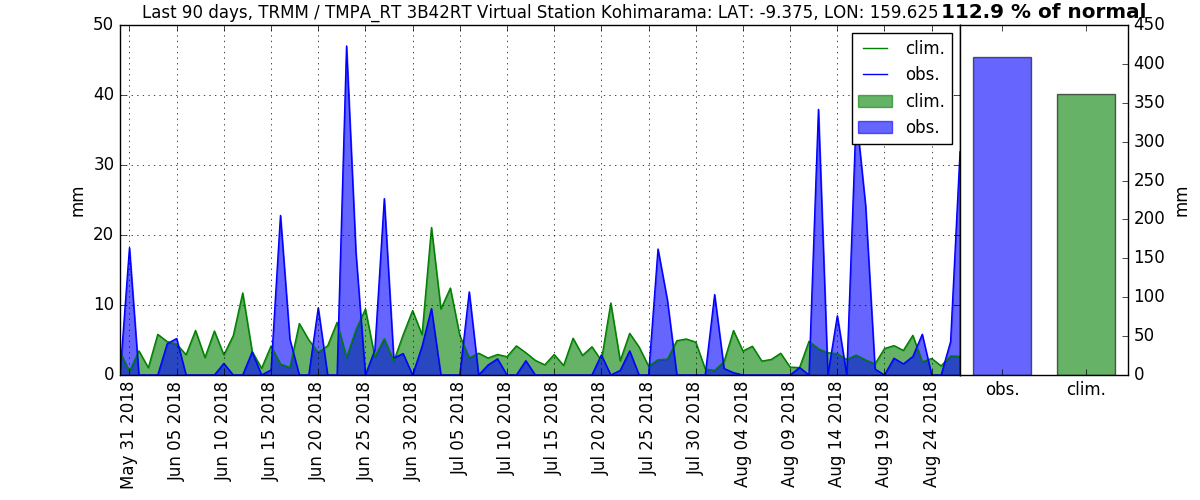 Last 90 days, TRMM / TMPA_RT 3B42RT Virtual Station Kohimarama: LAT: -9.375, LON: 159.625 112.9 % of normal
50
40
30
20
10
0
mm
clim.
obs.
clim.
obs.
450
400
350
300
250
200
150
100
50
0
mm
obs.
clim.
May 31 2018
Jun 05 2018
Jun 10 2018
Jun 15 2018
Jun 20 2018
Jun 25 2018
Jun 30 2018
Jul 05 2018
Jul 10 2018
Jul 15 2018
Jul 20 2018
Jul 25 2018
Jul 30 2018
Aug 04 2018
Aug 09 2018
Aug 14 2018
Aug 19 2018
Aug 24 2018